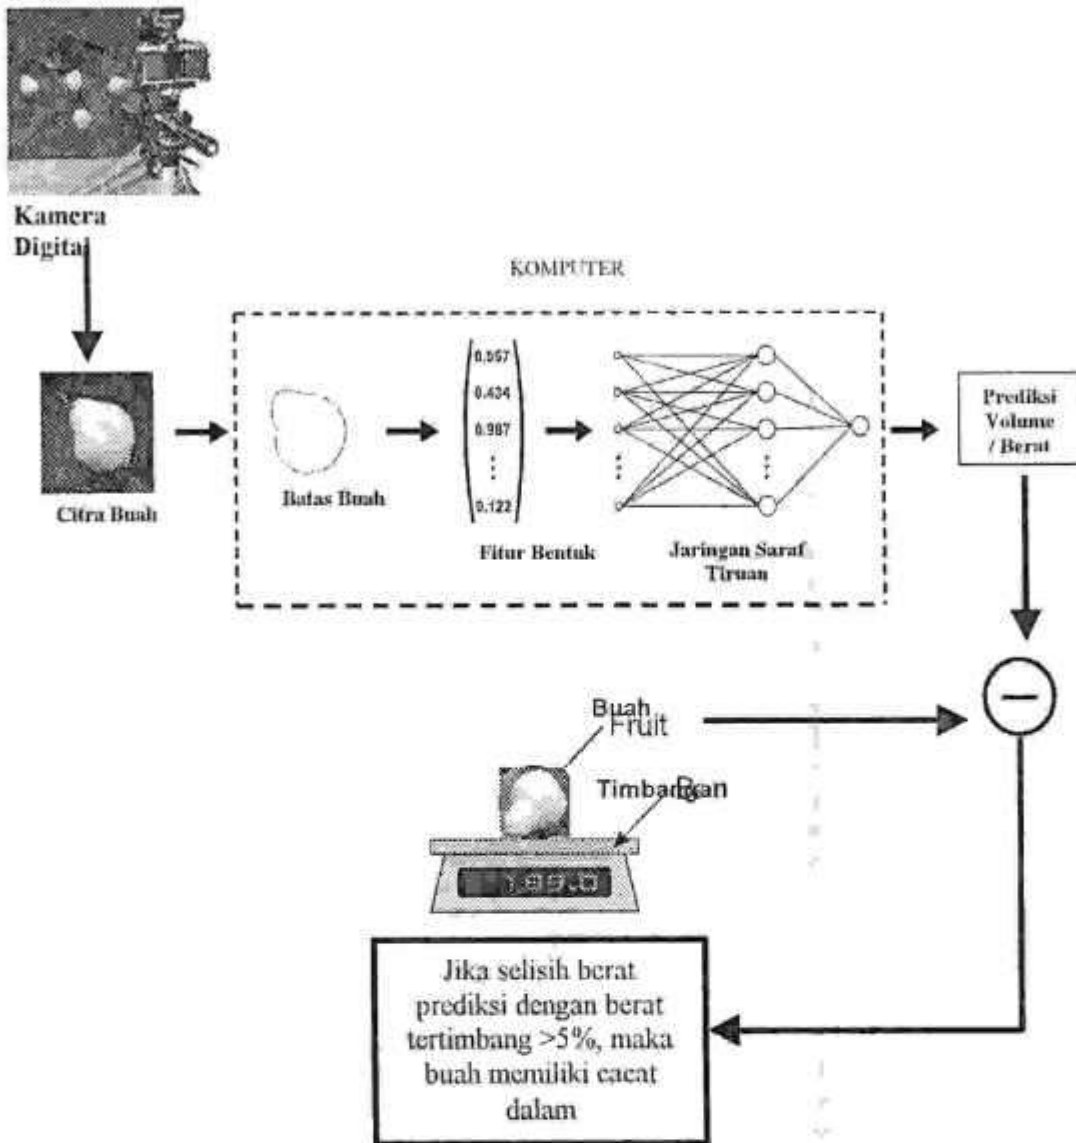 Kamera
Digital
KOMPUTER
Citra Buah
Batas Buah
0.567
0.434
0.987
0.122
Fitur Bentuk
Jaringan Saraf
Tiruan
Prediksi
Volume
/ Berat
Buah
Fruit
Timbangan
Jika selisih berat
prediksi dengan berat
tertimbang >5%, maka
buah memiliki cacat
dalam